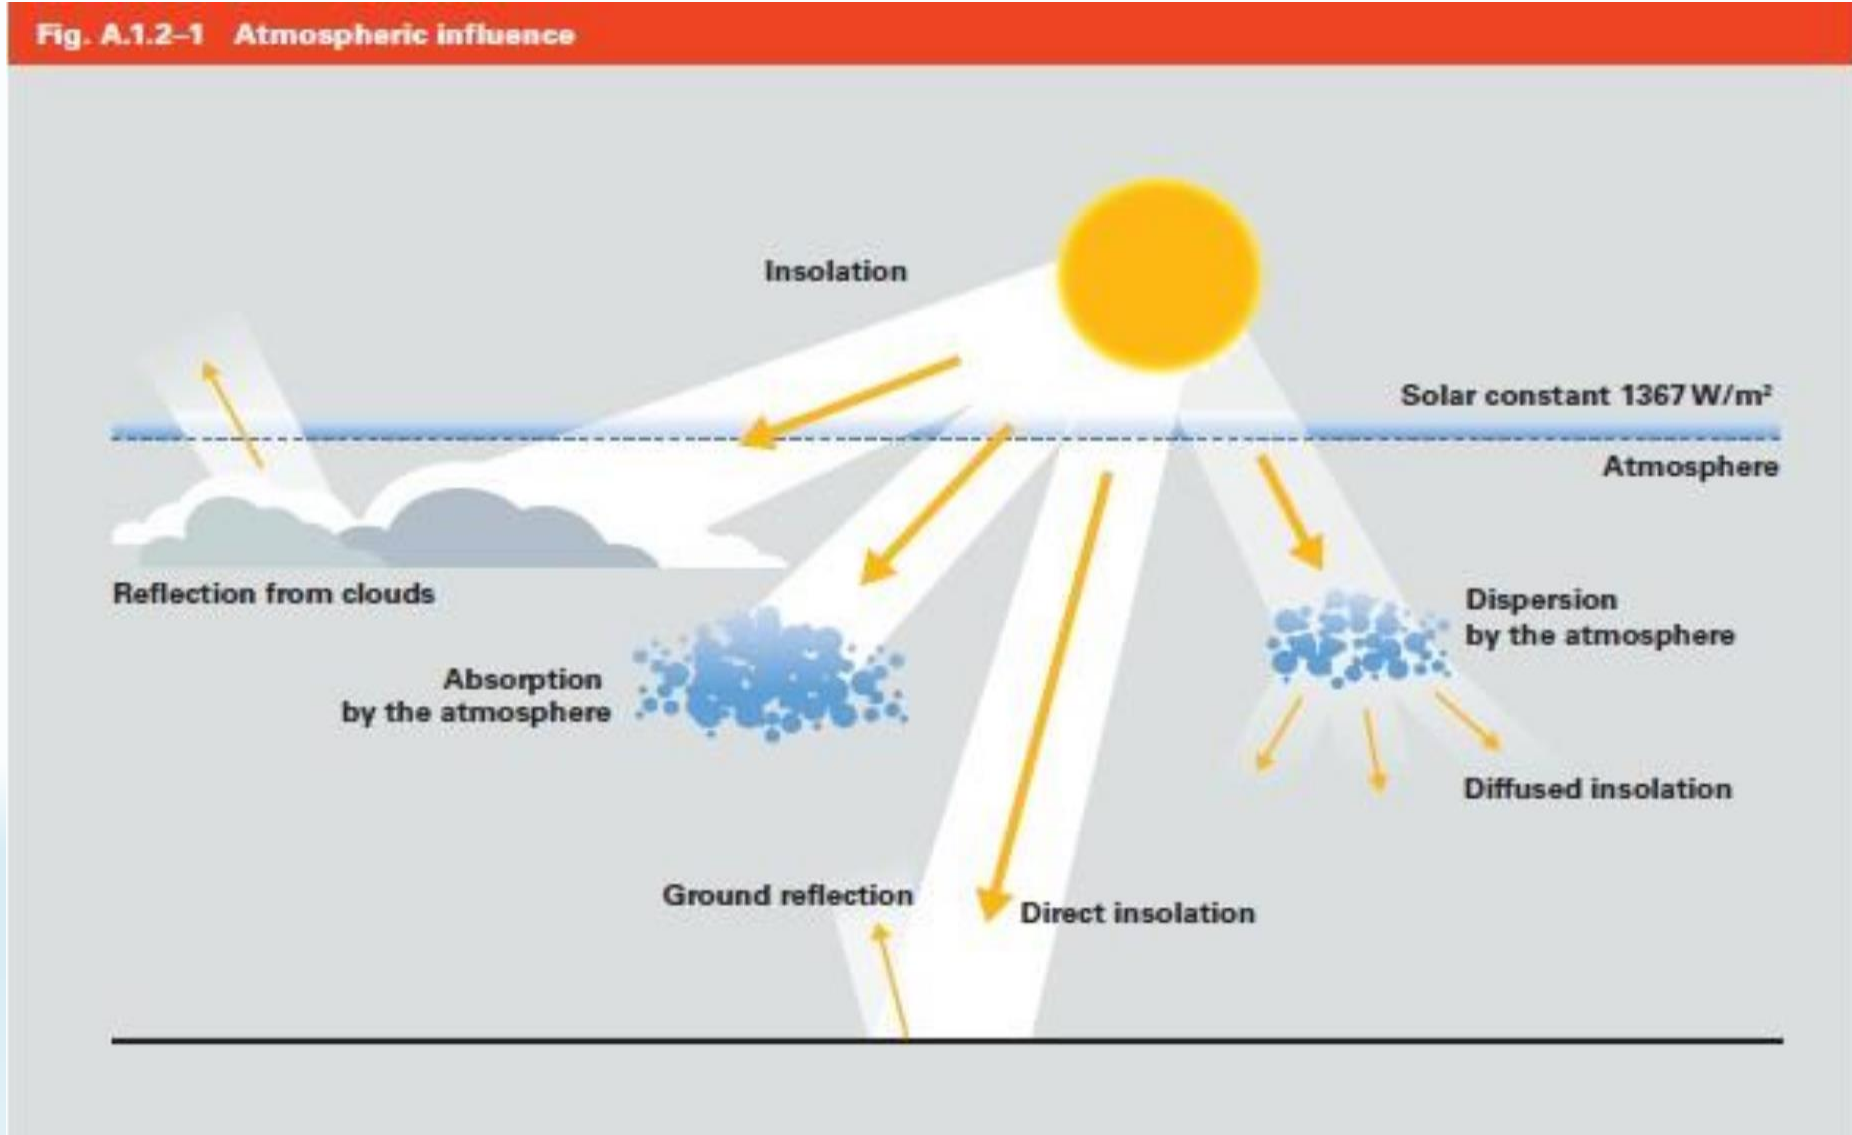 Fig. A.1.2–1 Atmospheric influence
Insolation
Solar constant 1367 W/m²
Atmosphere
Reflection from clouds
Dispersion
by the atmosphere
Absorption
by the atmosphere
Diffused insolation
Ground reflection
Direct insolation